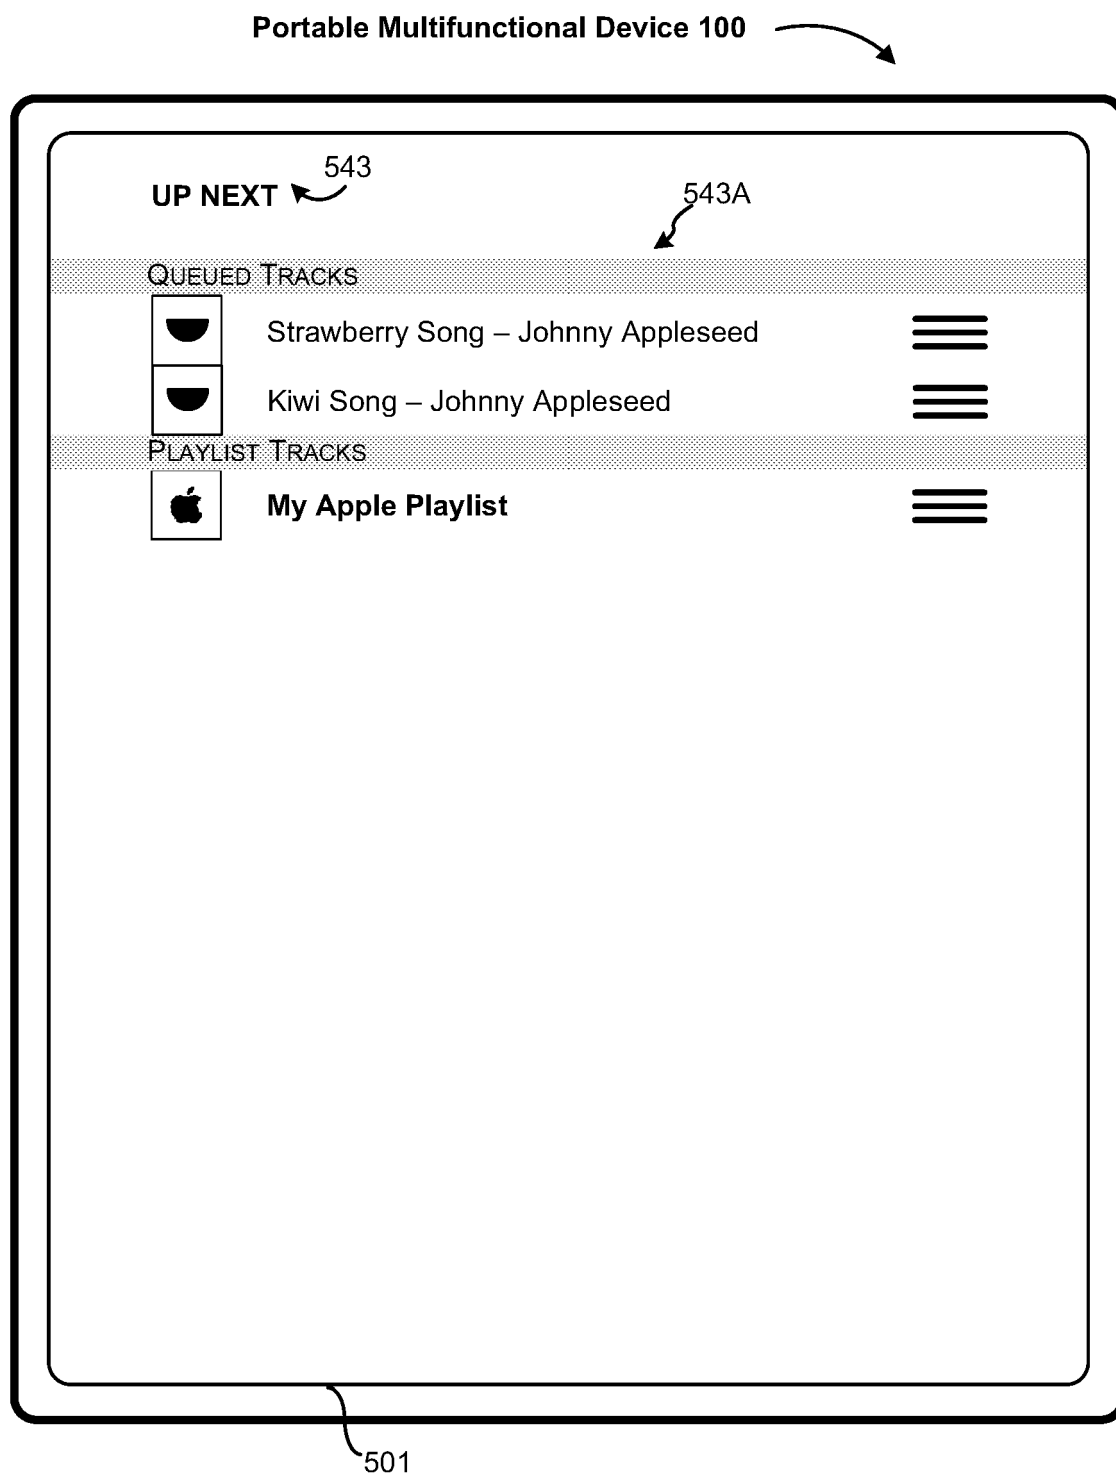 Portable Multifunctional Device 100
543
UP NEXT
543A
QUEUED TRACKS
Strawberry Song – Johnny Appleseed
Kiwi Song – Johnny Appleseed
PLAYLIST TRACKS
My Apple Playlist
501